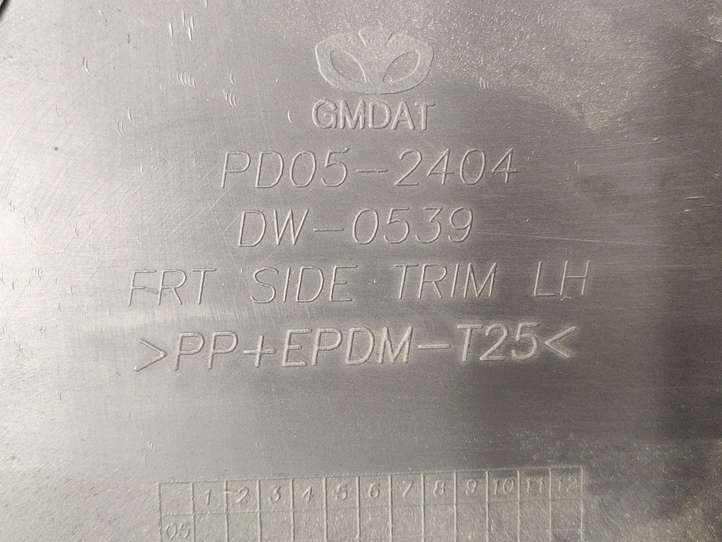 GMDAT
PD05-2404
DW-0539
FRT SIDE TRIM LH
>PP+EPDM-T25<
1 2 3 4 5 6 7 8 9 10 11 12
05